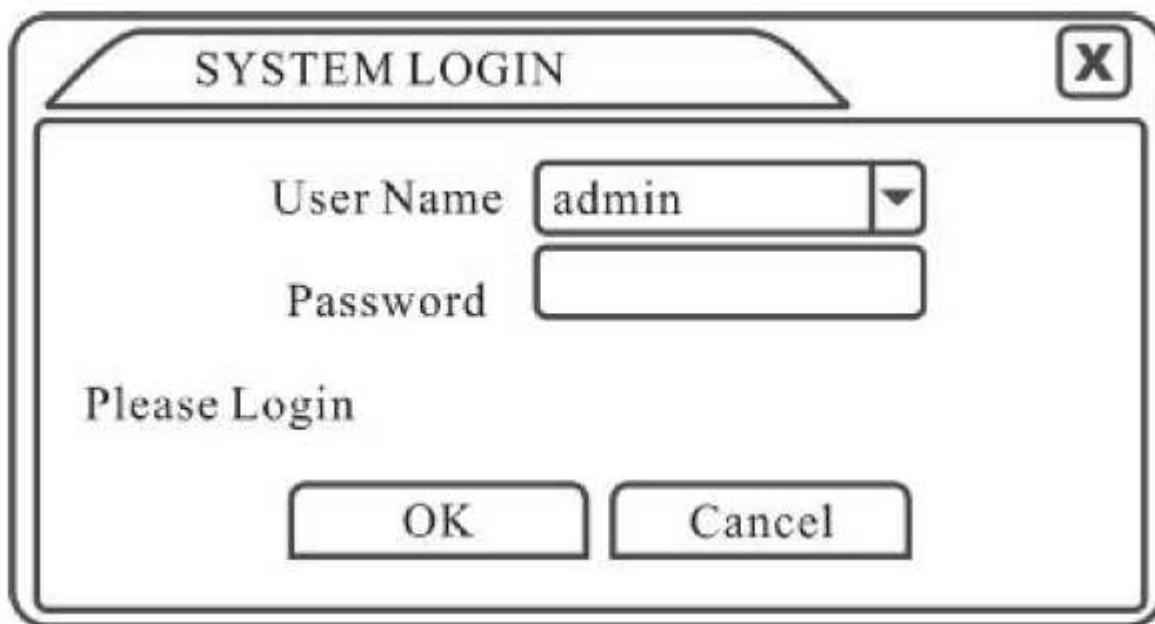 SYSTEM LOGIN
X
User Name admin
Password
Please Login
OK Cancel